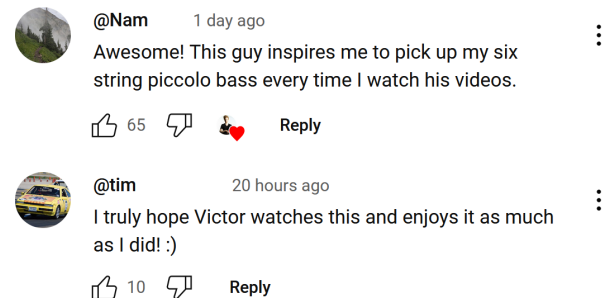 @Nam 1 day ago
Awesome! This guy inspires me to pick up my six
string piccolo bass every time I watch his videos.
65 Reply
@tim 20 hours ago
I truly hope Victor watches this and enjoys it as much
as I did! :)
10 Reply